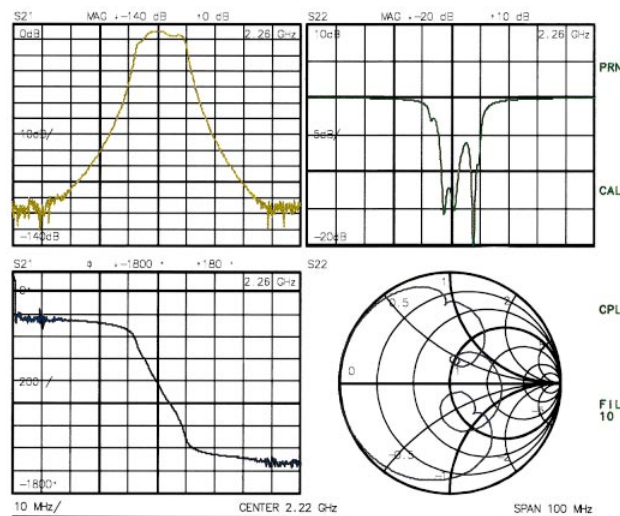 S21 MAG -140 dB +0 dB
0dB 2.26 GHz
10dB/
-140dB
S22 MAG -20 dB +10 dB
10dB 2.26 GHz
5dB/
-20dB
PRN
CAL
S21 Φ -1800 ° +180 °
0° 2.26 GHz
200°/
-1800°
S22
1
0.5 2
0
-0.5 -2
-1
CPL
FIL
10
10 MHz/ CENTER 2.22 GHz SPAN 100 MHz